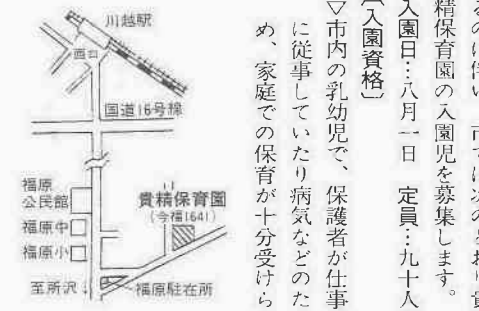 るのに伴い、市では次のとおり貴
精保育園の入園児を募集します。
入園日…八月一日　定員…九十人
〔入園資格〕
▽市内の乳幼児で、保護者が仕事
に従事していたり病気などのた
め、家庭での保育が十分受けら
川越駅
西口
国道16号線
福原
公民館
福原中
福原小
貴精保育園
(今福1641)
至所沢
福原駐在所